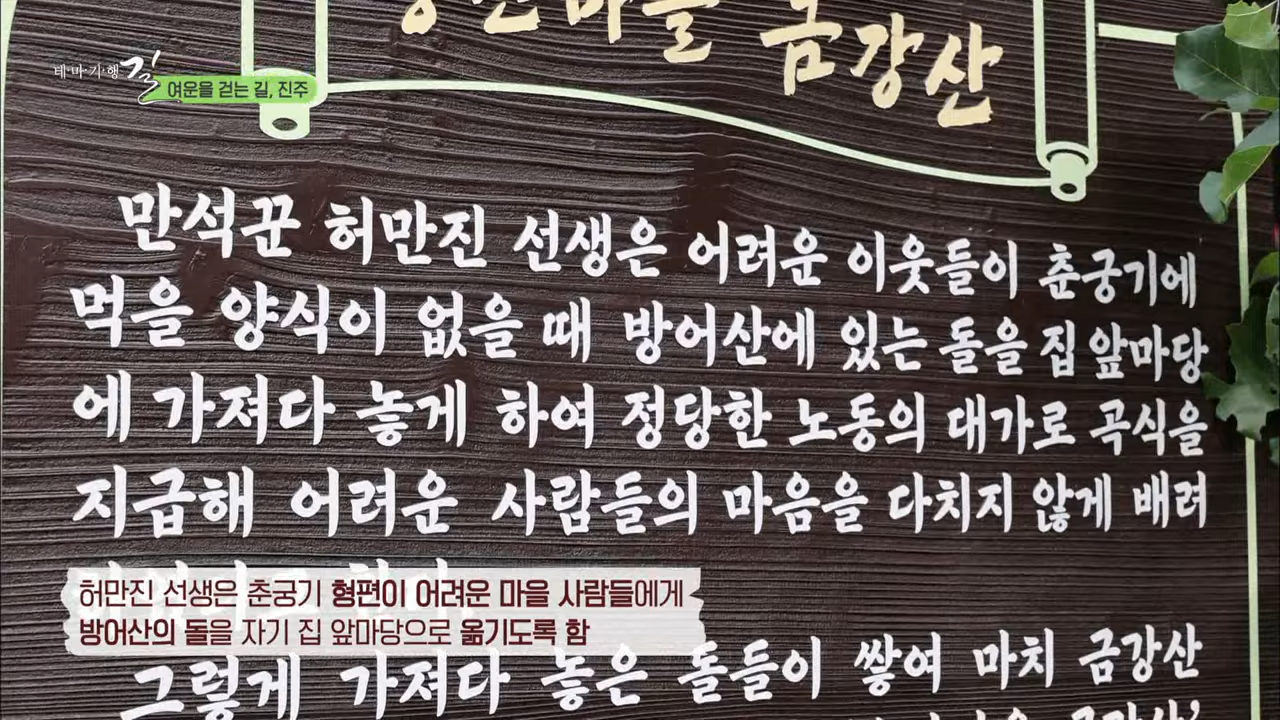 금강산
테마기행 길
여운을 걷는 길, 진주
만석꾼 허만진 선생은 어려운 이웃들이 춘궁기에
먹을 양식이 없을 때 방어산에 있는 돌을 집 앞마당
에 가져다 놓게 하여 정당한 노동의 대가로 곡식을
지급해 어려운 사람들의 마음을 다치지 않게 배려
허만진 선생은 춘궁기 형편이 어려운 마을 사람들에게
방어산의 돌을 자기 집 앞마당으로 옮기도록 함
그렇게 가져다 놓은 돌들이 쌓여 마치 금강산